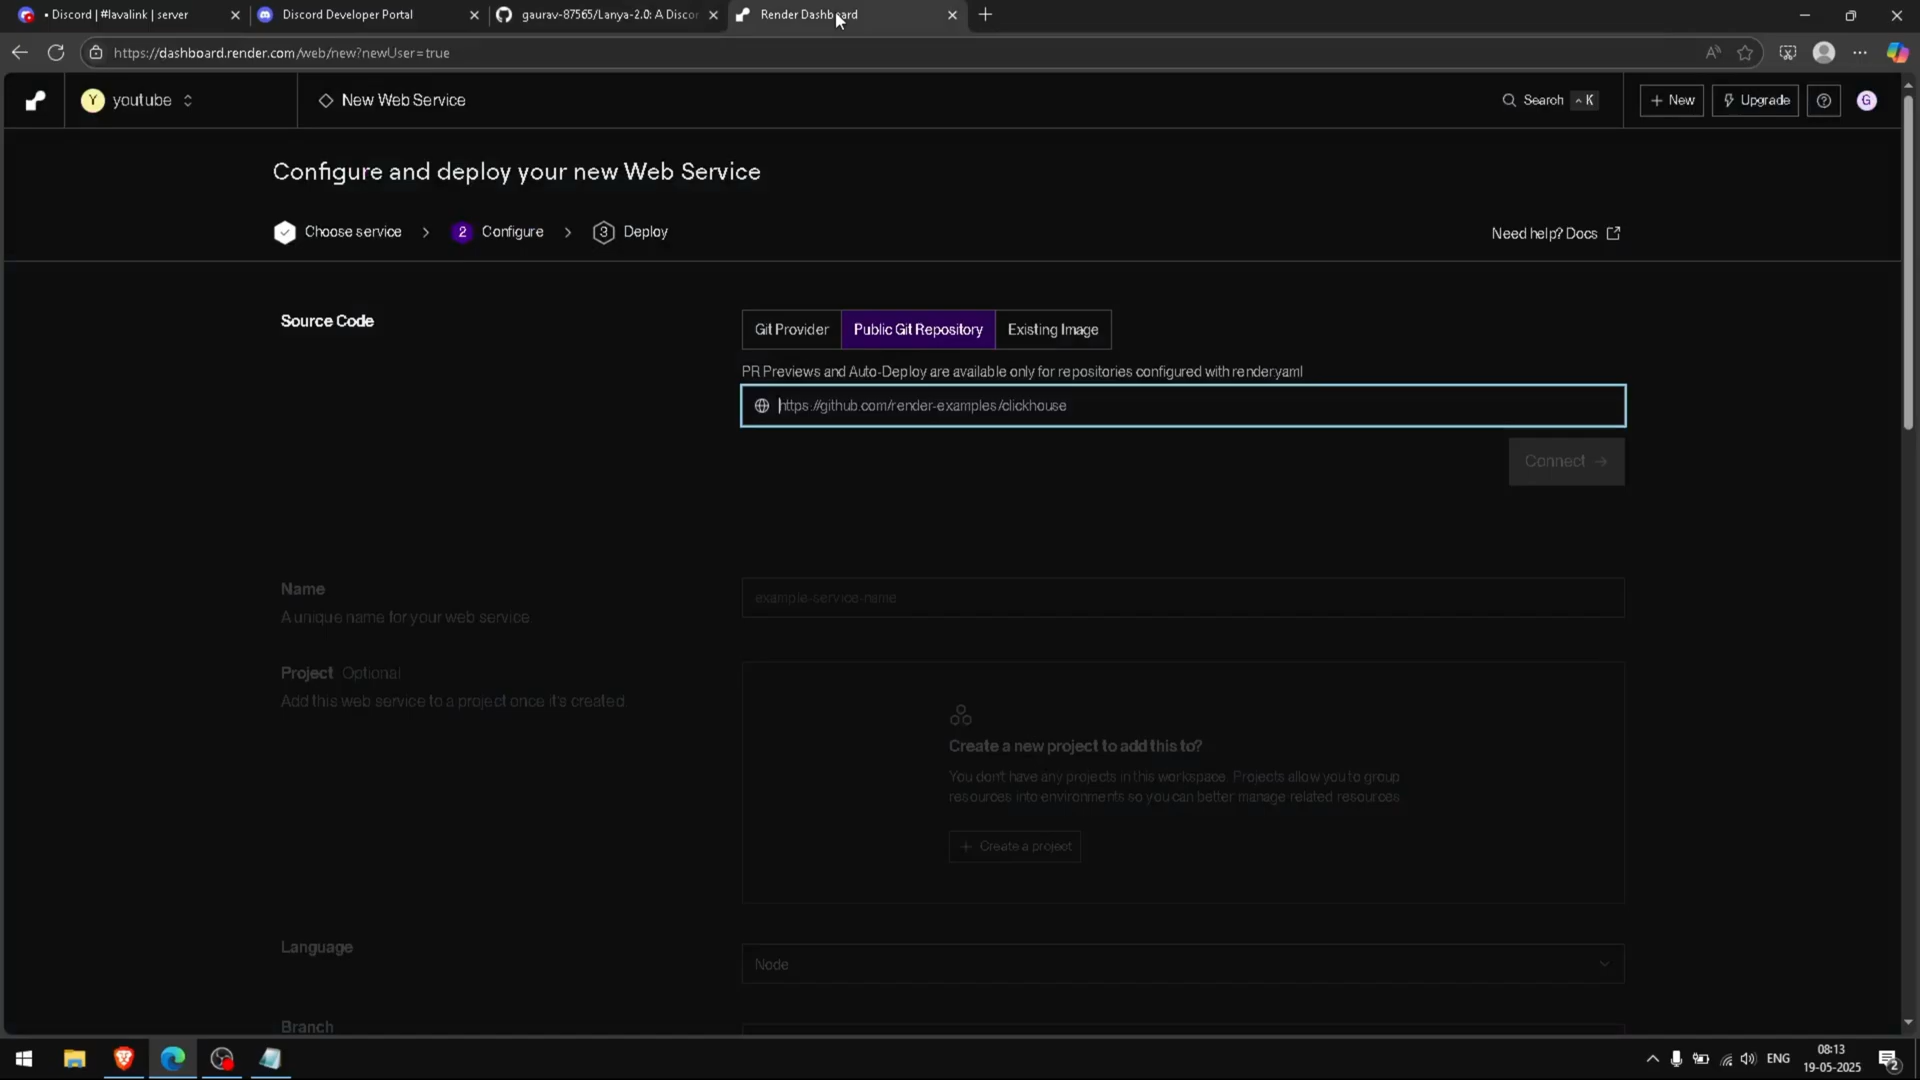 • Discord | #lavalink | server
Discord Developer Portal
gaurav-87565/Lanya-2.0: A Discor
Render Dashboard
https://dashboard.render.com/web/new?newUser=true
Y youtube
New Web Service
Search ^ K
+ New
Upgrade
G
Configure and deploy your new Web Service
Choose service
2 Configure
3 Deploy
Need help? Docs
Source Code
Git Provider
Public Git Repository
Existing Image
PR Previews and Auto-Deploy are available only for repositories configured with render.yaml
https://github.com/render-examples/clickhouse
Connect →
Name
A unique name for your web service
example-service-name
Project Optional
Add this web service to a project once it's created
Create a new project to add this to?
You don't have any projects in this workspace. Projects allow you to group
resources into environments so you can better manage related resources.
+ Create a project
Language
Node
Branch
ENG
08:13
19-05-2025
2